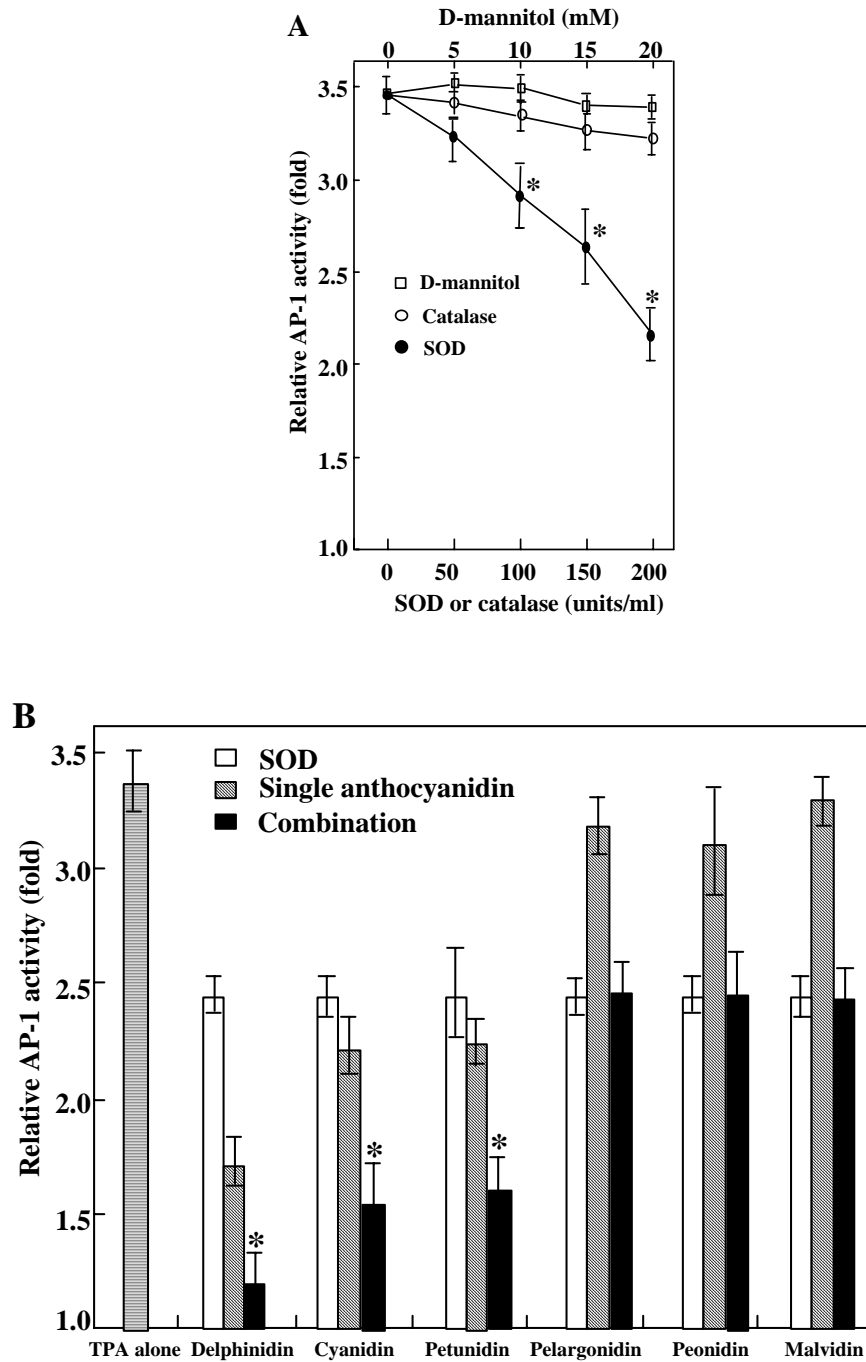 A
D-mannitol (mM)
0 5 10 15 20
3.5
3.0
2.5
2.0
1.5
1.0
Relative AP-1 activity (fold)
*
*
*
D-mannitol
Catalase
SOD
0 50 100 150 200
SOD or catalase (units/ml)
B
3.5
3.0
2.5
2.0
1.5
1.0
Relative AP-1 activity (fold)
SOD
Single anthocyanidin
Combination
*
*
*
TPA alone Delphinidin Cyanidin Petunidin Pelargonidin Peonidin Malvidin